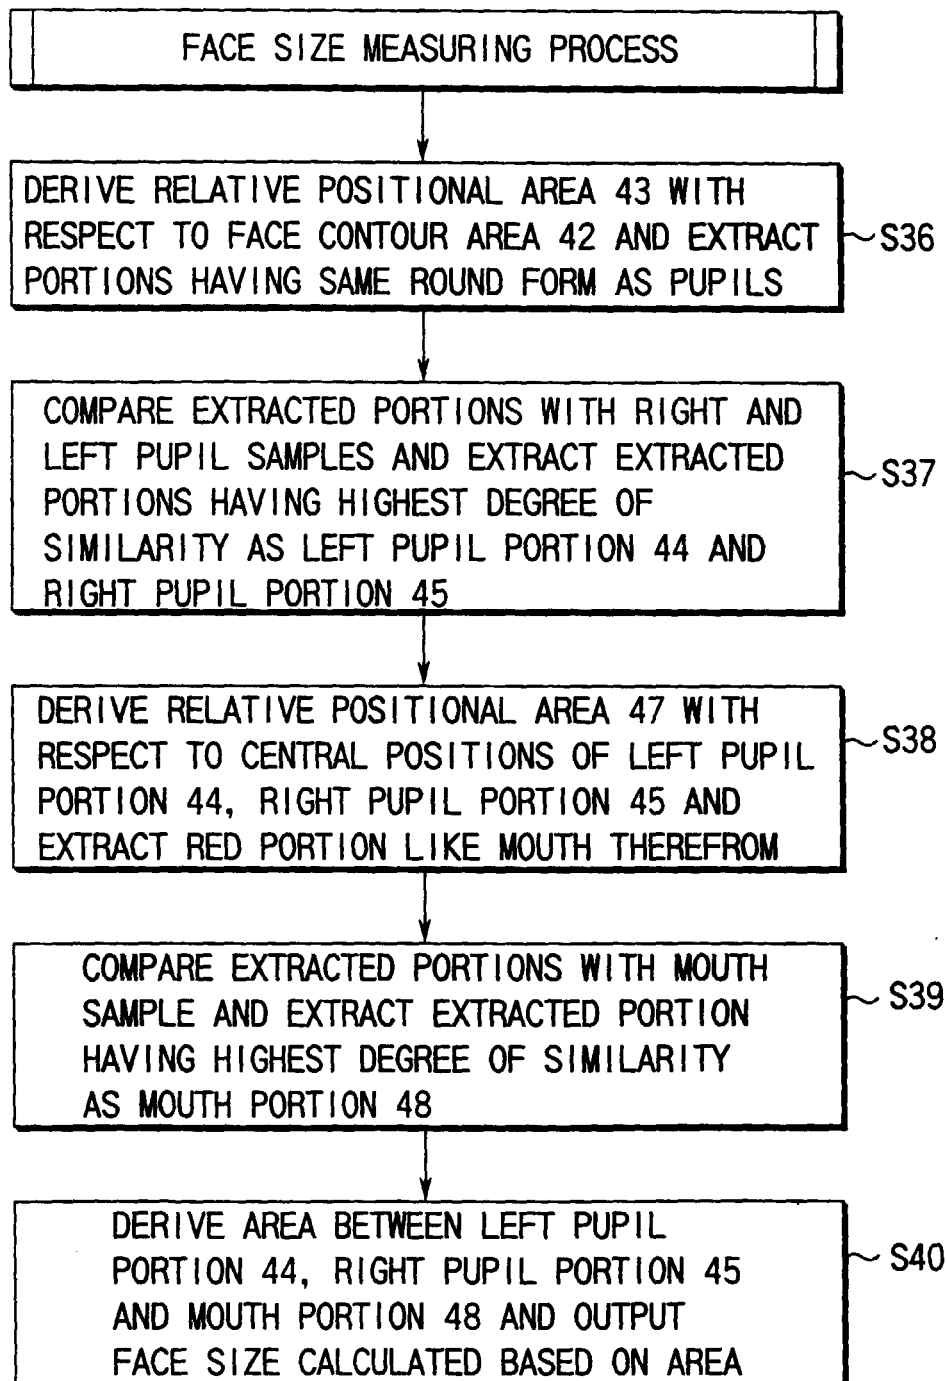 FACE SIZE MEASURING PROCESS
DERIVE RELATIVE POSITIONAL AREA 43 WITH
RESPECT TO FACE CONTOUR AREA 42 AND EXTRACT
PORTIONS HAVING SAME ROUND FORM AS PUPILS
S36
COMPARE EXTRACTED PORTIONS WITH RIGHT AND
LEFT PUPIL SAMPLES AND EXTRACT EXTRACTED
PORTIONS HAVING HIGHEST DEGREE OF
SIMILARITY AS LEFT PUPIL PORTION 44 AND
RIGHT PUPIL PORTION 45
S37
DERIVE RELATIVE POSITIONAL AREA 47 WITH
RESPECT TO CENTRAL POSITIONS OF LEFT PUPIL
PORTION 44, RIGHT PUPIL PORTION 45 AND
EXTRACT RED PORTION LIKE MOUTH THEREFROM
S38
COMPARE EXTRACTED PORTIONS WITH MOUTH
SAMPLE AND EXTRACT EXTRACTED PORTION
HAVING HIGHEST DEGREE OF SIMILARITY
AS MOUTH PORTION 48
S39
DERIVE AREA BETWEEN LEFT PUPIL
PORTION 44, RIGHT PUPIL PORTION 45
AND MOUTH PORTION 48 AND OUTPUT
FACE SIZE CALCULATED BASED ON AREA
S40